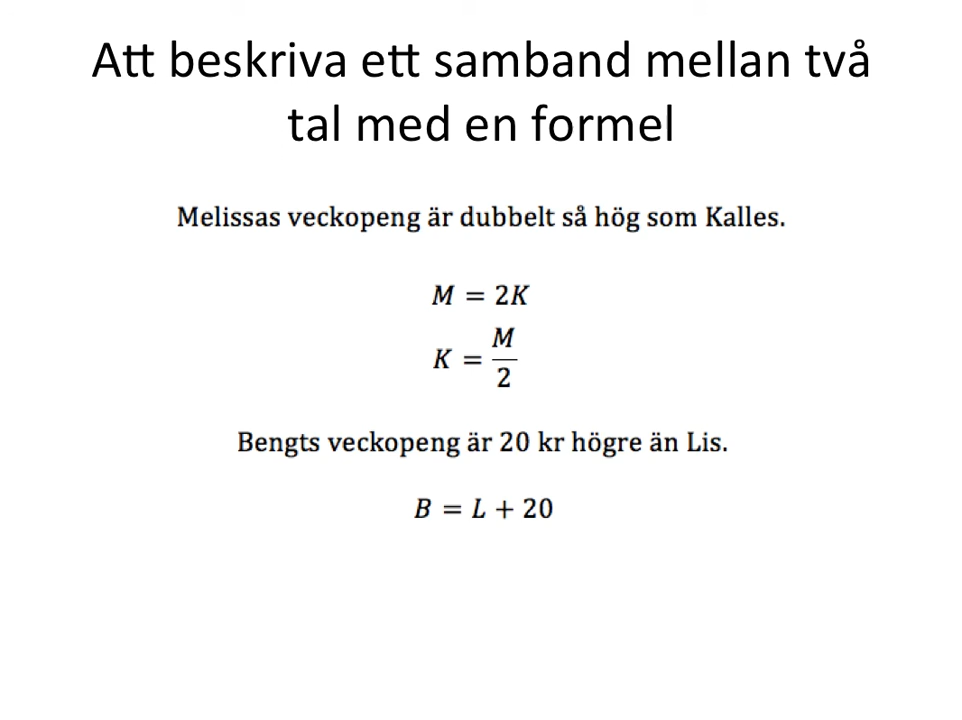 Att beskriva ett samband mellan två
tal med en formel
Melissas veckopeng är dubbelt så hög som Kalles.
M = 2K
K = M/2
Bengts veckopeng är 20 kr högre än Lis.
B = L + 20